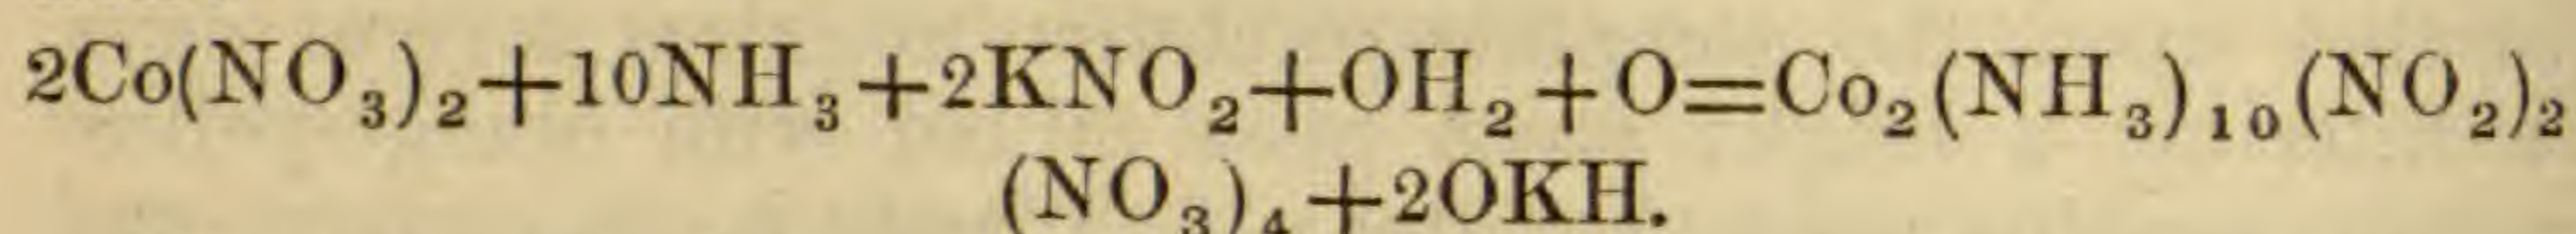 2Co(NO₃)₂+10NH₃+2KNO₂+OH₂+O=Co₂(NH₃)₁₀(NO₂)₂
(NO₃)₄+2OKH.